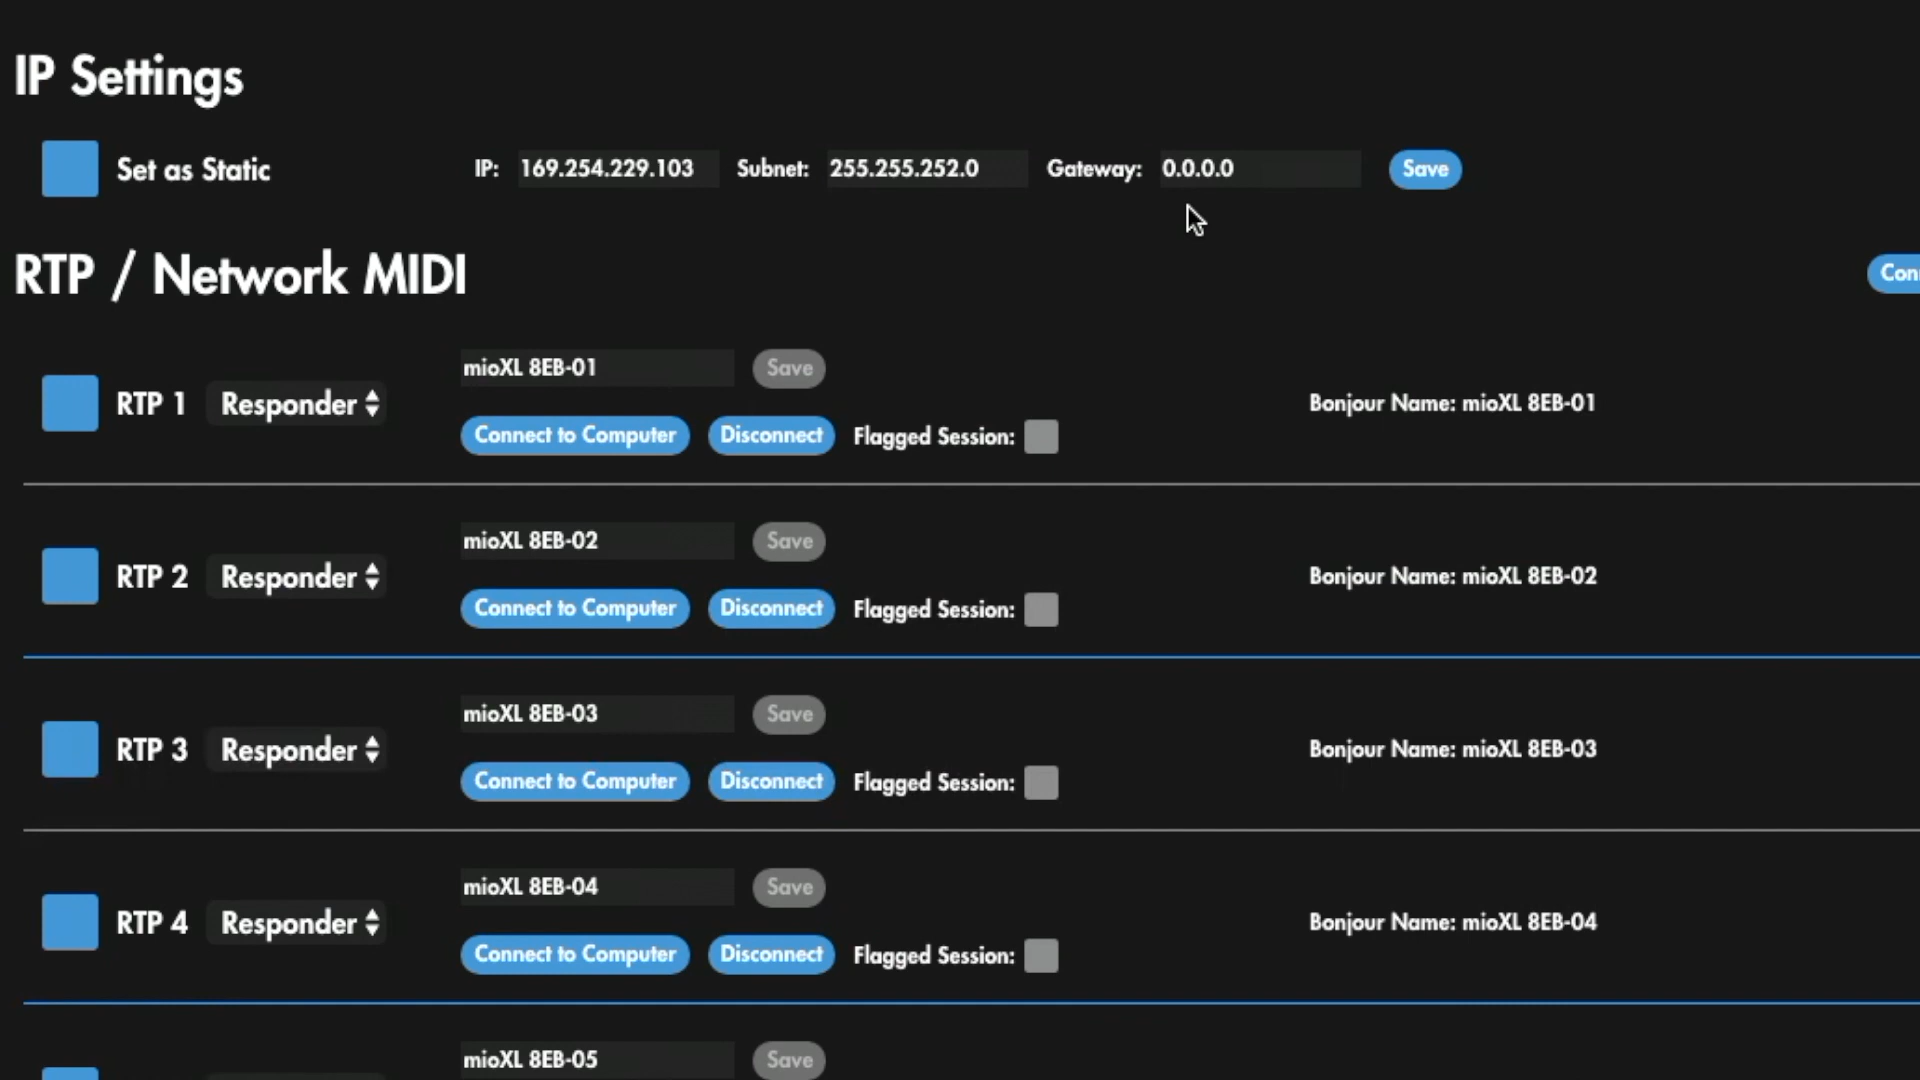 IP Settings
Set as Static IP: 169.254.229.103 Subnet: 255.255.252.0 Gateway: 0.0.0.0 Save
RTP / Network MIDI
mioXL 8EB-01 Save
RTP 1 Responder Bonjour Name: mioXL 8EB-01
Connect to Computer Disconnect Flagged Session:
mioXL 8EB-02 Save
RTP 2 Responder Bonjour Name: mioXL 8EB-02
Connect to Computer Disconnect Flagged Session:
mioXL 8EB-03 Save
RTP 3 Responder Bonjour Name: mioXL 8EB-03
Connect to Computer Disconnect Flagged Session:
mioXL 8EB-04 Save
RTP 4 Responder Bonjour Name: mioXL 8EB-04
Connect to Computer Disconnect Flagged Session:
mioXL 8EB-05 Save